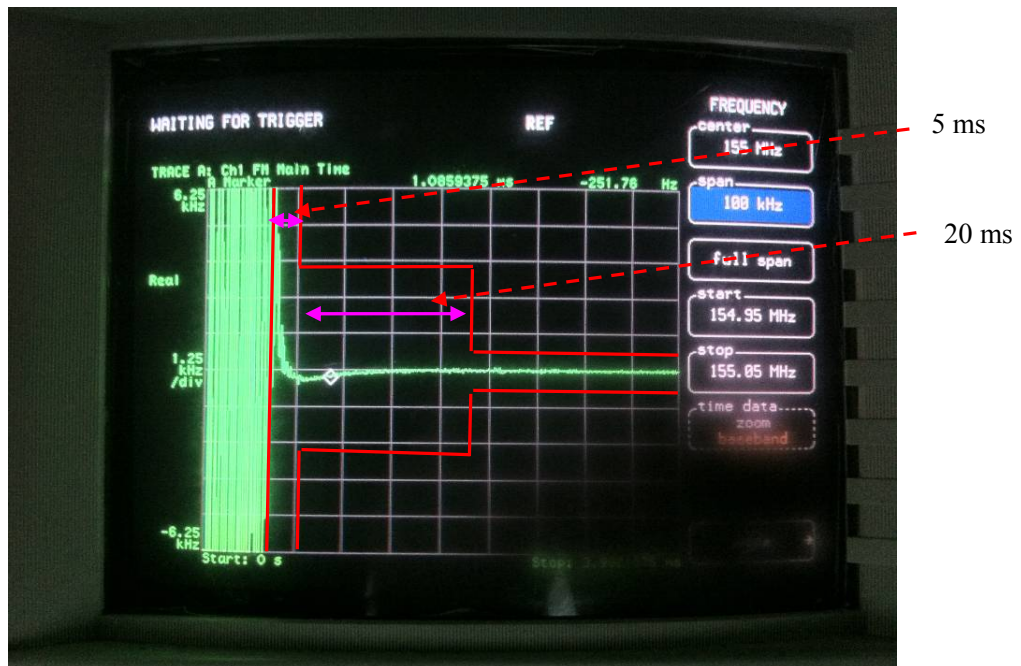 WAITING FOR TRIGGER
REF
TRACE A: Ch1 FM Main Time
A Marker
1.0859375 ms
-251.76 Hz
6.25
kHz
Real
1.25
kHz
/div
-6.25
kHz
Start: 0 s
Stop:
ms
FREQUENCY
center
155 MHz
span
100 kHz
full span
start
154.95 MHz
stop
155.05 MHz
time data
zoom
baseband
5 ms
20 ms